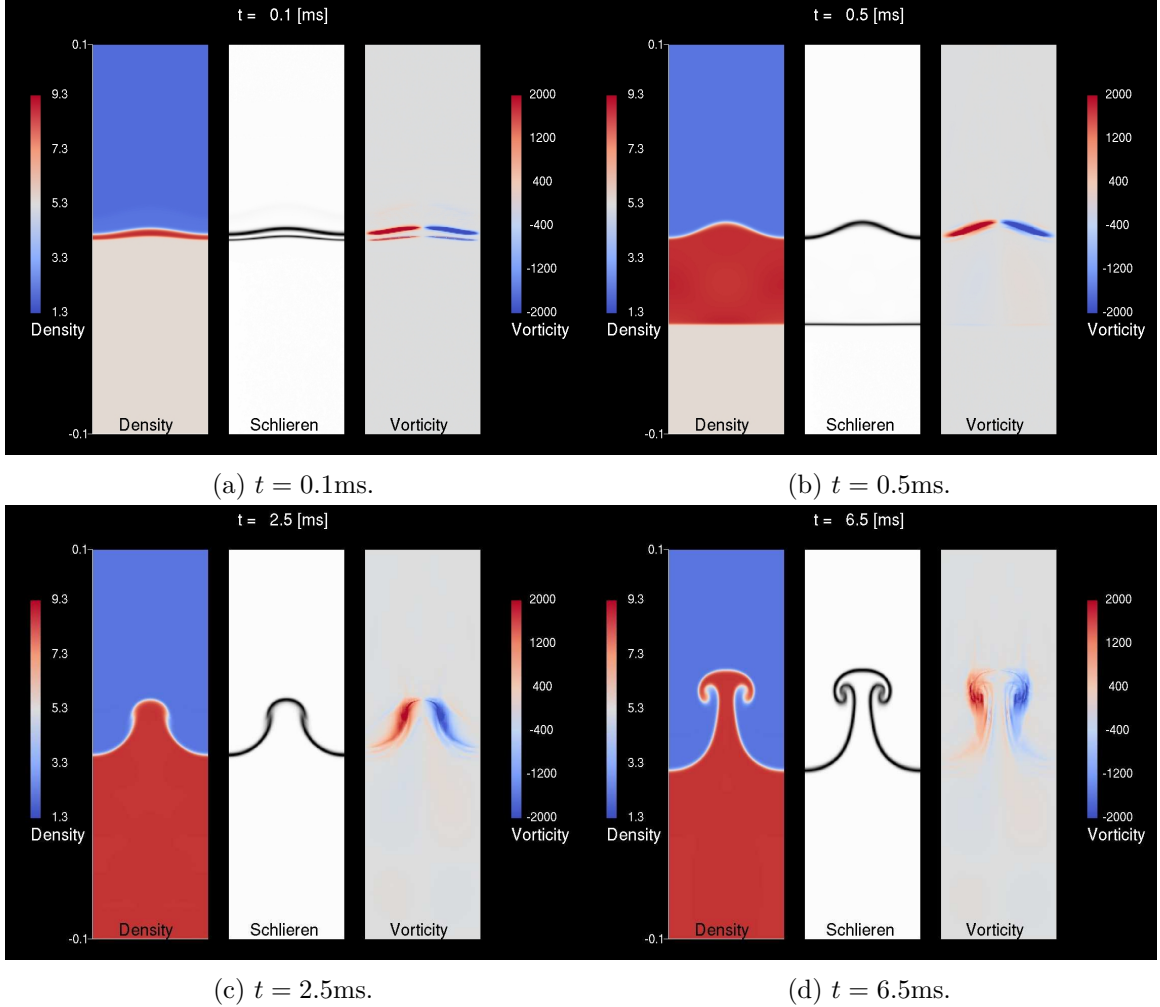 t = 0.1 [ms]
0.1
9.3
7.3
5.3
3.3
1.3
Density
-0.1
Density
Schlieren
Vorticity
2000
1200
400
-400
-1200
-2000
Vorticity
(a) t = 0.1ms.
t = 0.5 [ms]
0.1
9.3
7.3
5.3
3.3
1.3
Density
-0.1
Density
Schlieren
Vorticity
2000
1200
400
-400
-1200
-2000
Vorticity
(b) t = 0.5ms.
t = 2.5 [ms]
0.1
9.3
7.3
5.3
3.3
1.3
Density
-0.1
Density
Schlieren
Vorticity
2000
1200
400
-400
-1200
-2000
Vorticity
(c) t = 2.5ms.
t = 6.5 [ms]
0.1
9.3
7.3
5.3
3.3
1.3
Density
-0.1
Density
Schlieren
Vorticity
2000
1200
400
-400
-1200
-2000
Vorticity
(d) t = 6.5ms.